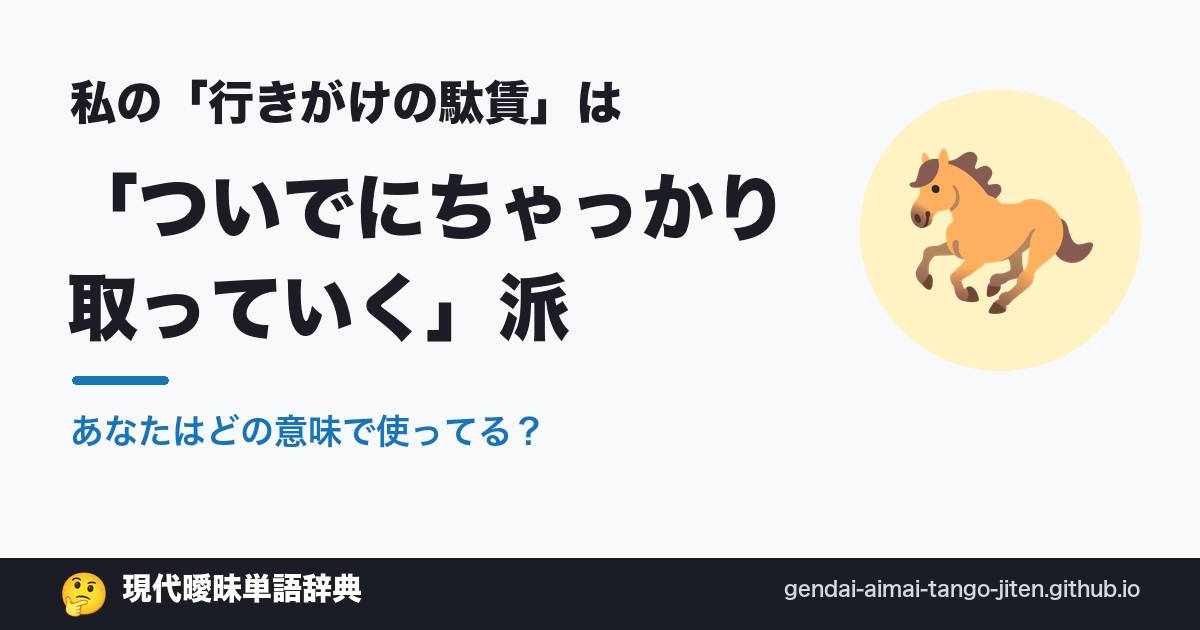 私の「行きがけの駄賃」は
「ついでにちゃっかり
取っていく」派
あなたはどの意味で使ってる？
現代曖昧単語辞典
gendai-aimai-tango-jiten.github.io